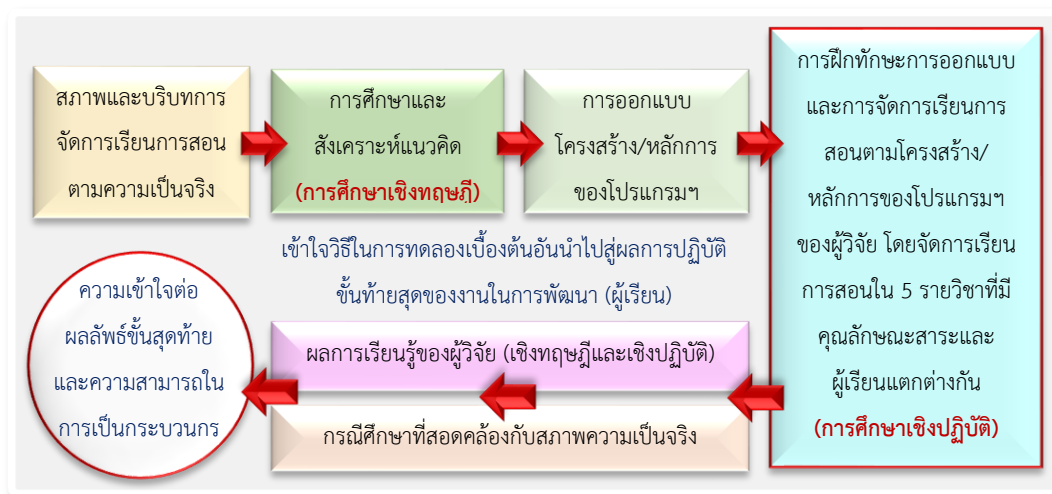 สภาพและบริบทการ
จัดการเรียนการสอน
ตามความเป็นจริง
การศึกษาและ
สังเคราะห์แนวคิด
(การศึกษาเชิงทฤษฎี)
การออกแบบ
โครงสร้าง/หลักการ
ของโปรแกรมฯ
การฝึกทักษะการออกแบบ
และการจัดการเรียนการ
สอนตามโครงสร้าง/
หลักการของโปรแกรมฯ
ของผู้วิจัย โดยจัดการเรียน
การสอนใน 5 รายวิชาที่มี
คุณลักษณะสาระและ
ผู้เรียนแตกต่างกัน
(การศึกษาเชิงปฏิบัติ)
เข้าใจวิธีในการทดลองเบื้องต้นอันนำไปสู่ผลการปฏิบัติ
ขั้นท้ายสุดของงานในการพัฒนา (ผู้เรียน)
ผลการเรียนรู้ของผู้วิจัย (เชิงทฤษฎีและเชิงปฏิบัติ)
กรณีศึกษาที่สอดคล้องกับสภาพความเป็นจริง
ความเข้าใจต่อ
ผลลัพธ์ขั้นสุดท้าย
และความสามารถใน
การเป็นกระบวนกร